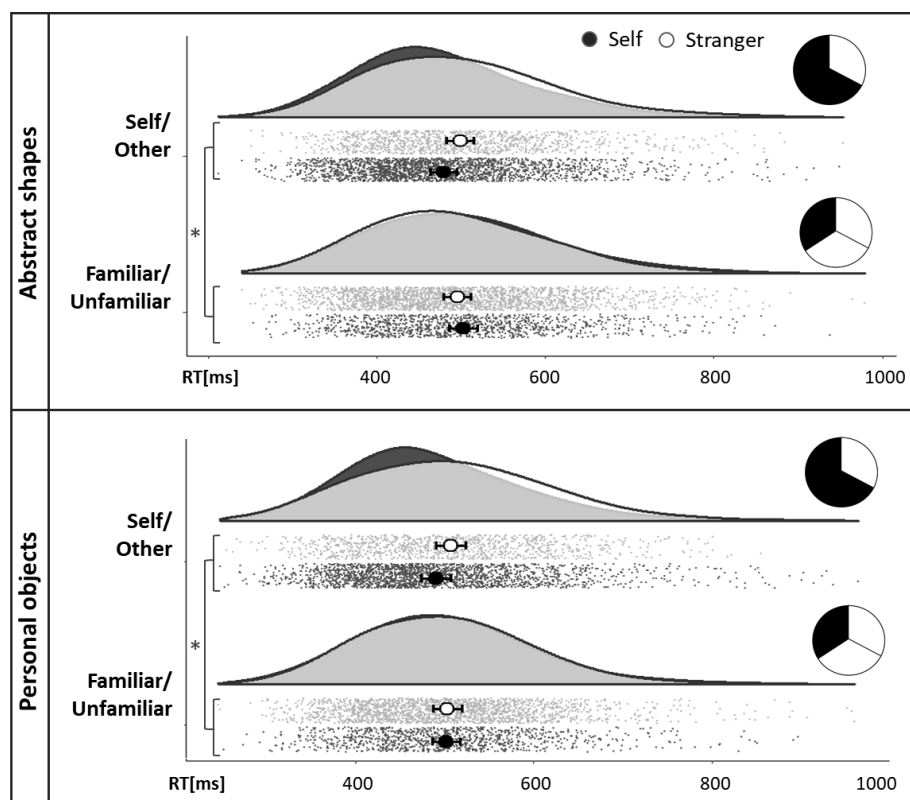 Abstract shapes
Self Stranger
Self/
Other
*
Familiar/
Unfamiliar
RT[ms] 400 600 800 1000
Personal objects
Self/
Other
*
Familiar/
Unfamiliar
RT[ms] 400 600 800 1000